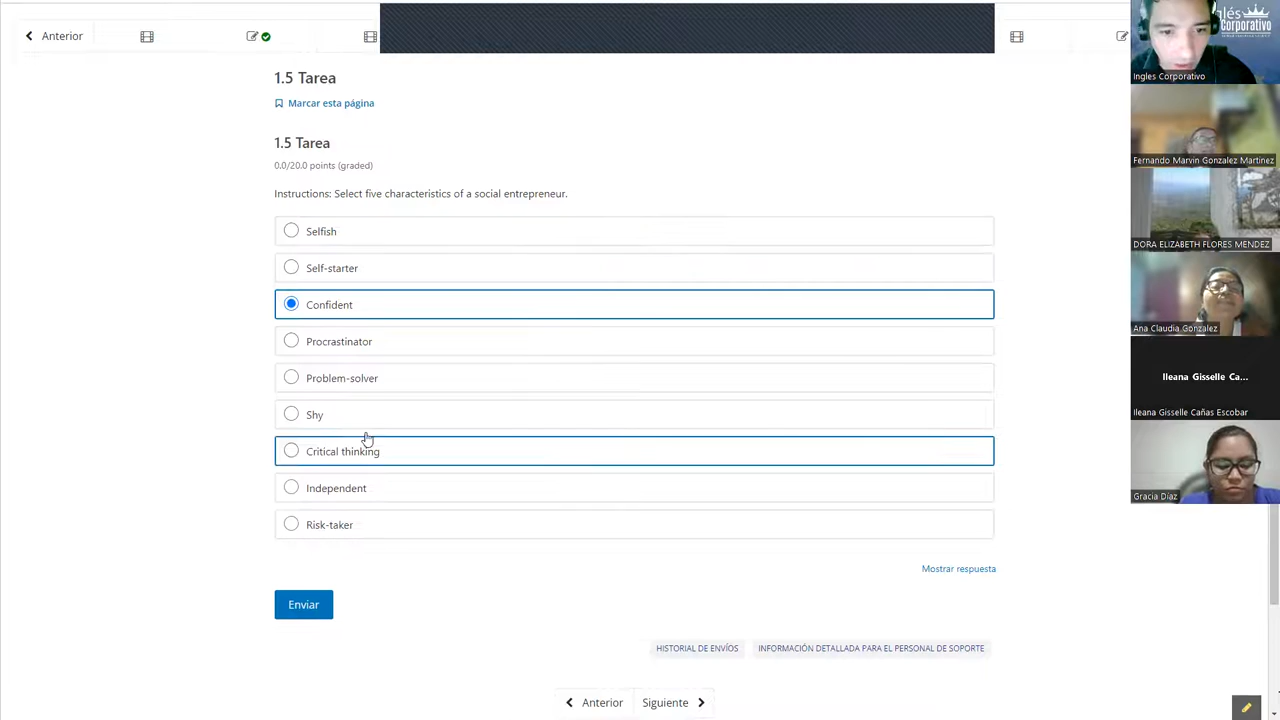 Anterior
1.5 Tarea
Marcar esta página
1.5 Tarea
0.0/20.0 points (graded)
Instructions: Select five characteristics of a social entrepreneur.
Selfish
Self-starter
Confident
Procrastinator
Problem-solver
Shy
Critical thinking
Independent
Risk-taker
Mostrar respuesta
Enviar
HISTORIAL DE ENVÍOS
INFORMACIÓN DETALLADA PARA EL PERSONAL DE SOPORTE
Anterior
Siguiente
glés
Corporativo
Ingles Corporativo
Fernando Marvin Gonzalez Martinez
DORA ELIZABETH FLORES MENDEZ
Ana Claudia Gonzalez
Ileana Gisselle Ca...
Ileana Gisselle Cañas Escobar
Gracia Díaz